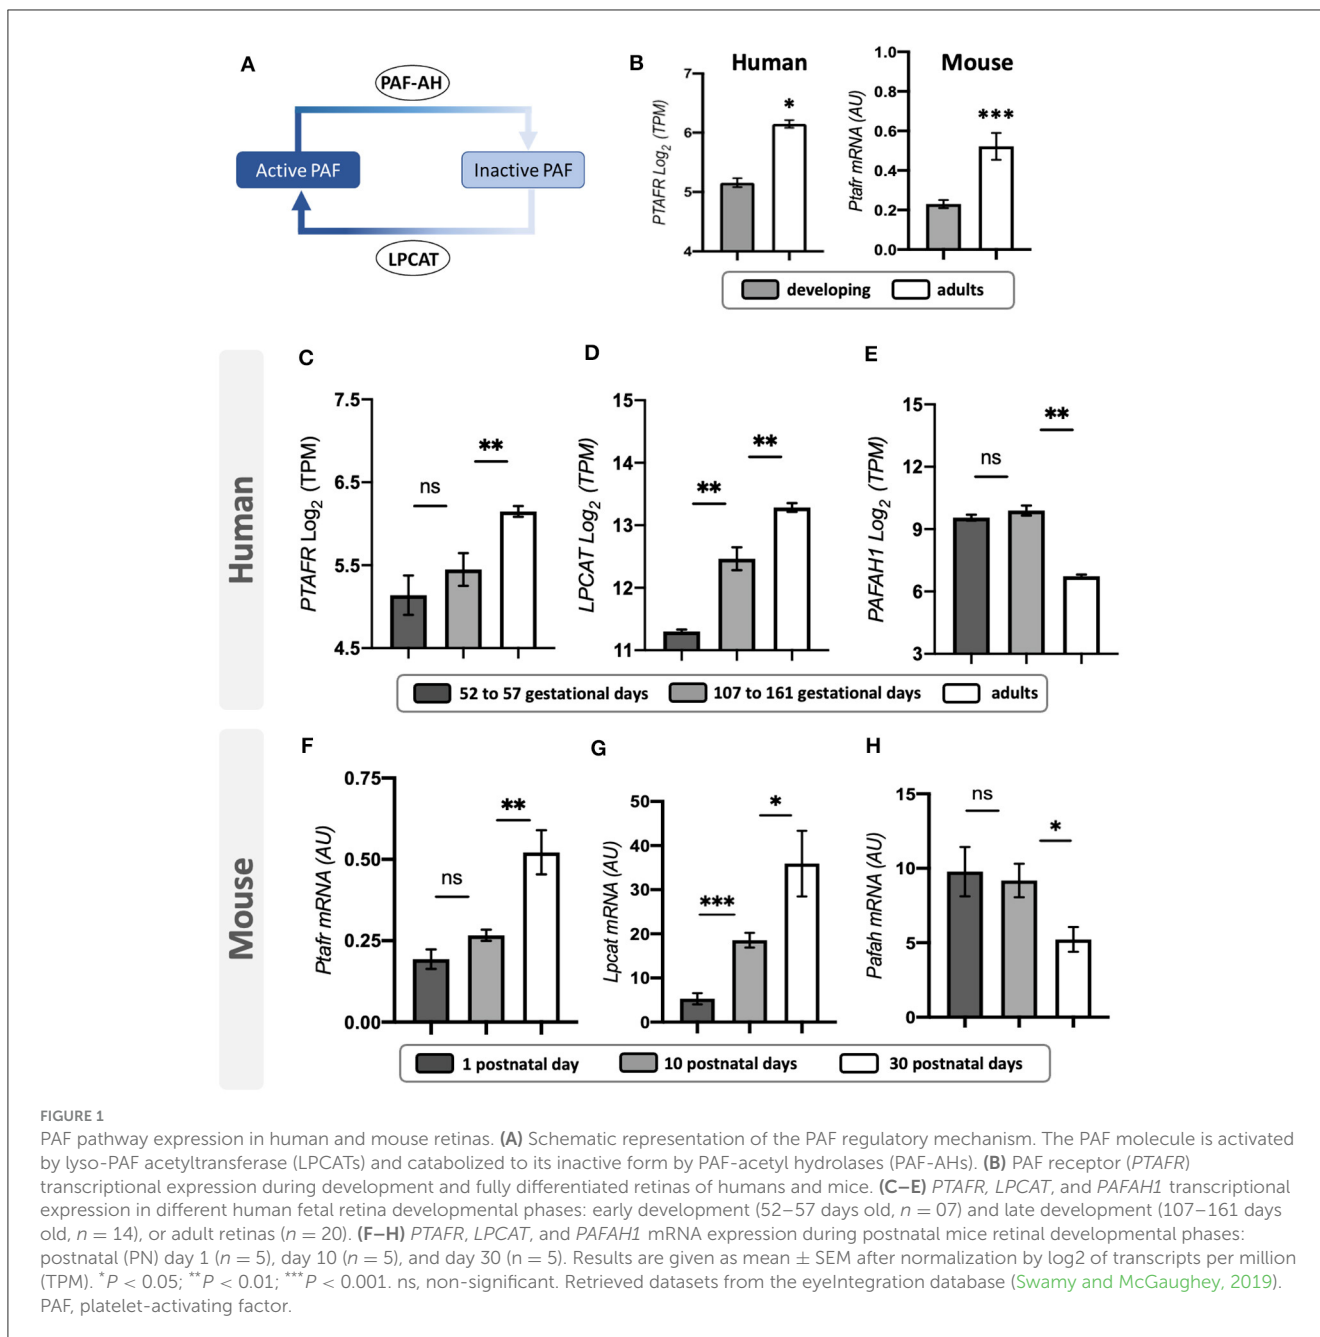 A
PAF-AH
Active PAF
Inactive PAF
LPCAT
B
Human
PTAFR Log2 (TPM)
7
6
5
4
*
Mouse
Ptafr mRNA (AU)
1.0
0.8
0.6
0.4
0.2
0.0
***
developing
adults
Human
C
PTAFR Log2 (TPM)
7.5
6.5
5.5
4.5
ns
**
D
LPCAT Log2 (TPM)
15
14
13
12
11
**
**
E
PAFAH1 Log2 (TPM)
15
12
9
6
3
ns
**
52 to 57 gestational days
107 to 161 gestational days
adults
Mouse
F
Ptafr mRNA (AU)
0.75
0.50
0.25
0.00
ns
**
G
Lpcat mRNA (AU)
50
40
30
20
10
0
***
*
H
Pafah mRNA (AU)
15
10
5
0
ns
*
1 postnatal day
10 postnatal days
30 postnatal days
FIGURE 1
PAF pathway expression in human and mouse retinas. (A) Schematic representation of the PAF regulatory mechanism. The PAF molecule is activated
by lyso-PAF acetyltransferase (LPCATs) and catabolized to its inactive form by PAF-acetyl hydrolases (PAF-AHs). (B) PAF receptor (PTAFR)
transcriptional expression during development and fully differentiated retinas of humans and mice. (C–E) PTAFR, LPCAT, and PAFAH1 transcriptional
expression in different human fetal retina developmental phases: early development (52–57 days old, n = 07) and late development (107–161 days
old, n = 14), or adult retinas (n = 20). (F–H) PTAFR, LPCAT, and PAFAH1 mRNA expression during postnatal mice retinal developmental phases:
postnatal (PN) day 1 (n = 5), day 10 (n = 5), and day 30 (n = 5). Results are given as mean ± SEM after normalization by log2 of transcripts per million
(TPM). *P < 0.05; **P < 0.01; ***P < 0.001. ns, non-significant. Retrieved datasets from the eyeIntegration database (Swamy and McGaughey, 2019).
PAF, platelet-activating factor.